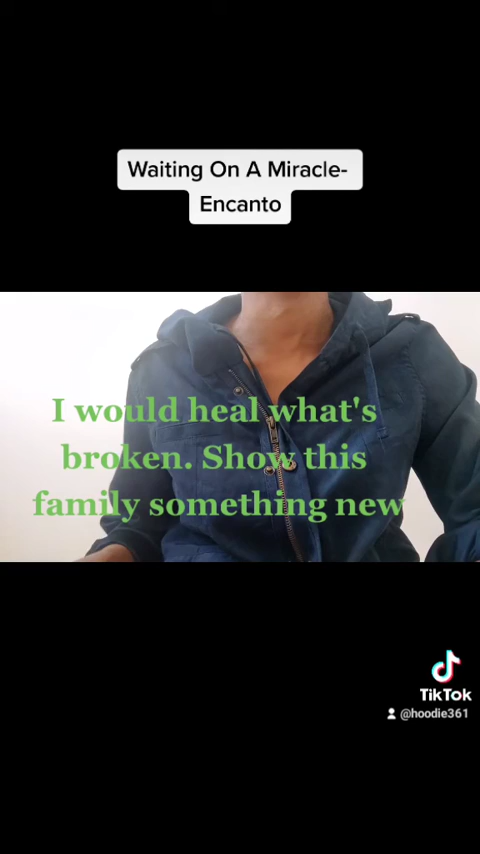 Waiting On A Miracle-
Encanto
I would heal what's
broken. Show this
family something new
TikTok
@hoodie361